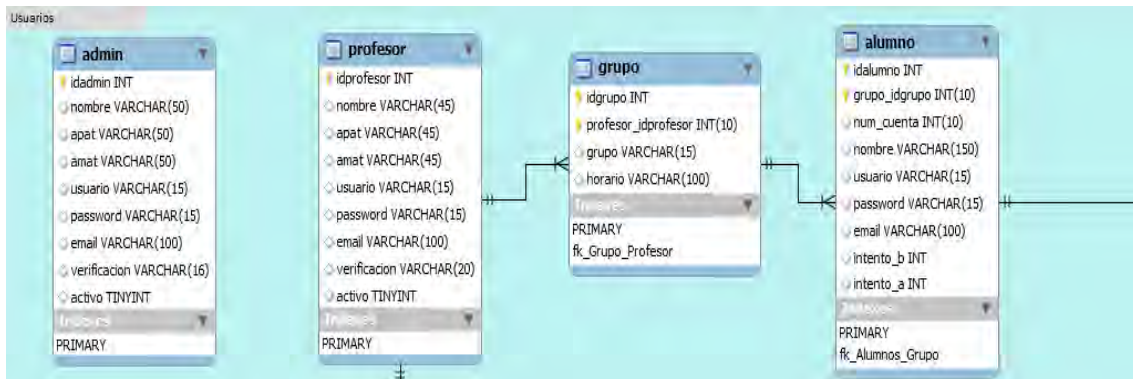 Usuarios
admin
idadmin INT
nombre VARCHAR(50)
apat VARCHAR(50)
amat VARCHAR(50)
usuario VARCHAR(15)
password VARCHAR(15)
email VARCHAR(100)
verificacion VARCHAR(16)
activo TINYINT
Indexes
PRIMARY
profesor
idprofesor INT
nombre VARCHAR(45)
apat VARCHAR(45)
amat VARCHAR(45)
usuario VARCHAR(15)
password VARCHAR(15)
email VARCHAR(100)
verificacion VARCHAR(20)
activo TINYINT
Indexes
PRIMARY
grupo
idgrupo INT
profesor_idprofesor INT(10)
grupo VARCHAR(15)
horario VARCHAR(100)
Indexes
PRIMARY
fk_Grupo_Profesor
alumno
idalumno INT
grupo_idgrupo INT(10)
num_cuenta INT(10)
nombre VARCHAR(150)
usuario VARCHAR(15)
password VARCHAR(15)
email VARCHAR(100)
intento_b INT
intento_a INT
Indexes
PRIMARY
fk_Alumnos_Grupo